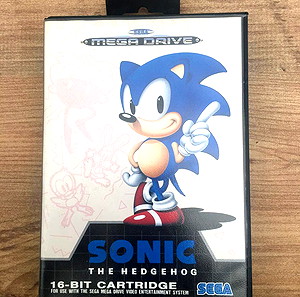 SEGA
MEGA DRIVE
SONIC
THE HEDGEHOG
16-BIT CARTRIDGE
FOR USE WITH THE SEGA MEGA DRIVE VIDEO ENTERTAINMENT SYSTEM
SEGA